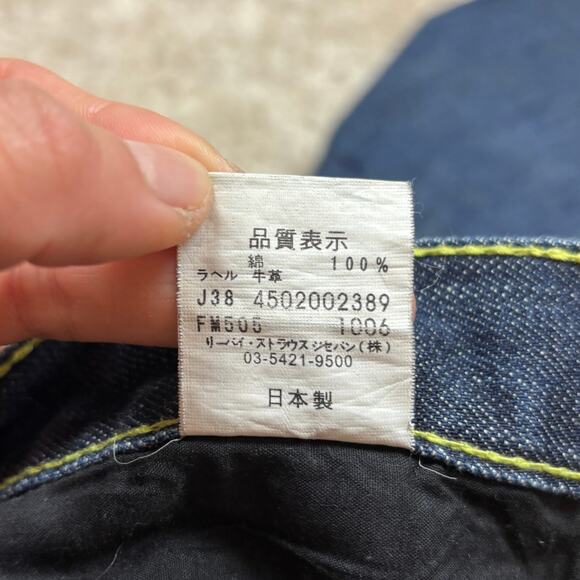 品質表示
綿 100%
ラヘル 牛革
J38 4502002389
FM505 1006
リーバイ・ストラウス ジャパン(株)
03-5421-9500
日本製